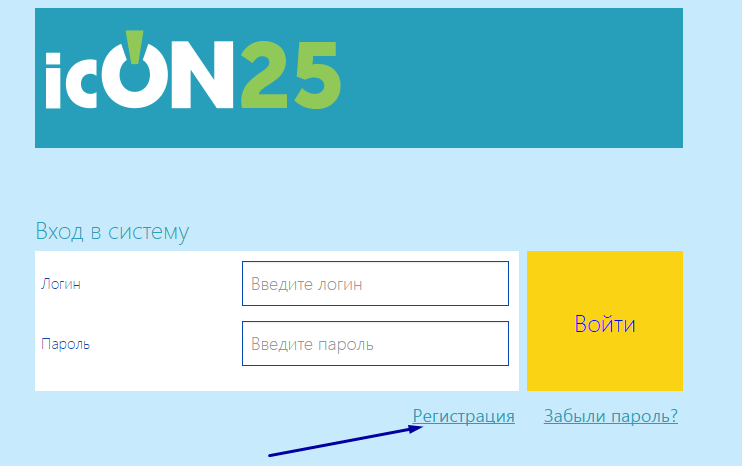 icON25
Вход в систему
Логин
Введите логин
Пароль
Введите пароль
Войти
Регистрация
Забыли пароль?